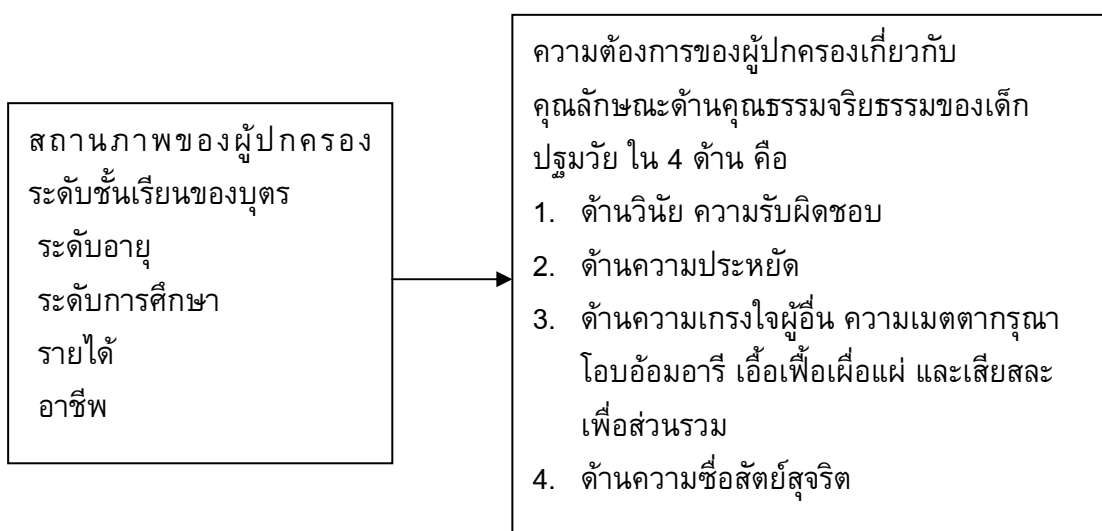 สถานภาพของผู้ปกครอง
ระดับชั้นเรียนของบุตร
ระดับอายุ
ระดับการศึกษา
รายได้
อาชีพ
ความต้องการของผู้ปกครองเกี่ยวกับ
คุณลักษณะด้านคุณธรรมจริยธรรมของเด็ก
ปฐมวัย ใน 4 ด้าน คือ
1. ด้านวินัย ความรับผิดชอบ
2. ด้านความประหยัด
3. ด้านความเกรงใจผู้อื่น ความเมตตากรุณา
โอบอ้อมอารี เอื้อเฟื้อเผื่อแผ่ และเสียสละ
เพื่อส่วนรวม
4. ด้านความซื่อสัตย์สุจริต